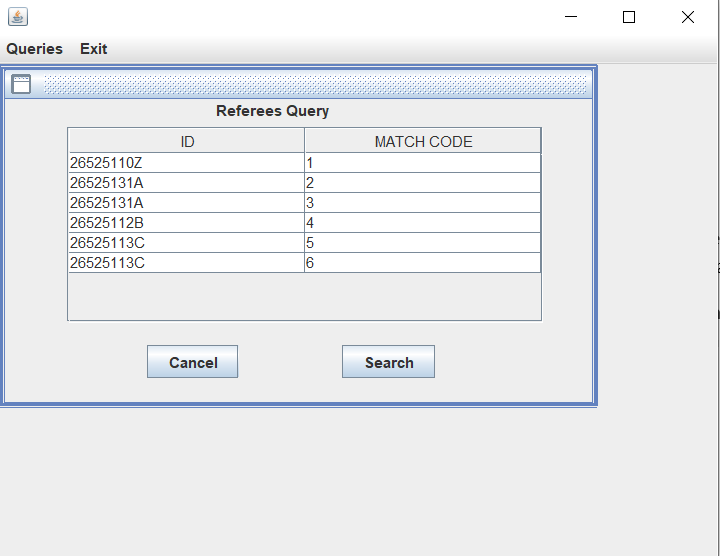 Queries Exit
Referees Query
ID MATCH CODE
26525110Z 1
26525131A 2
26525131A 3
26525112B 4
26525113C 5
26525113C 6
Cancel Search